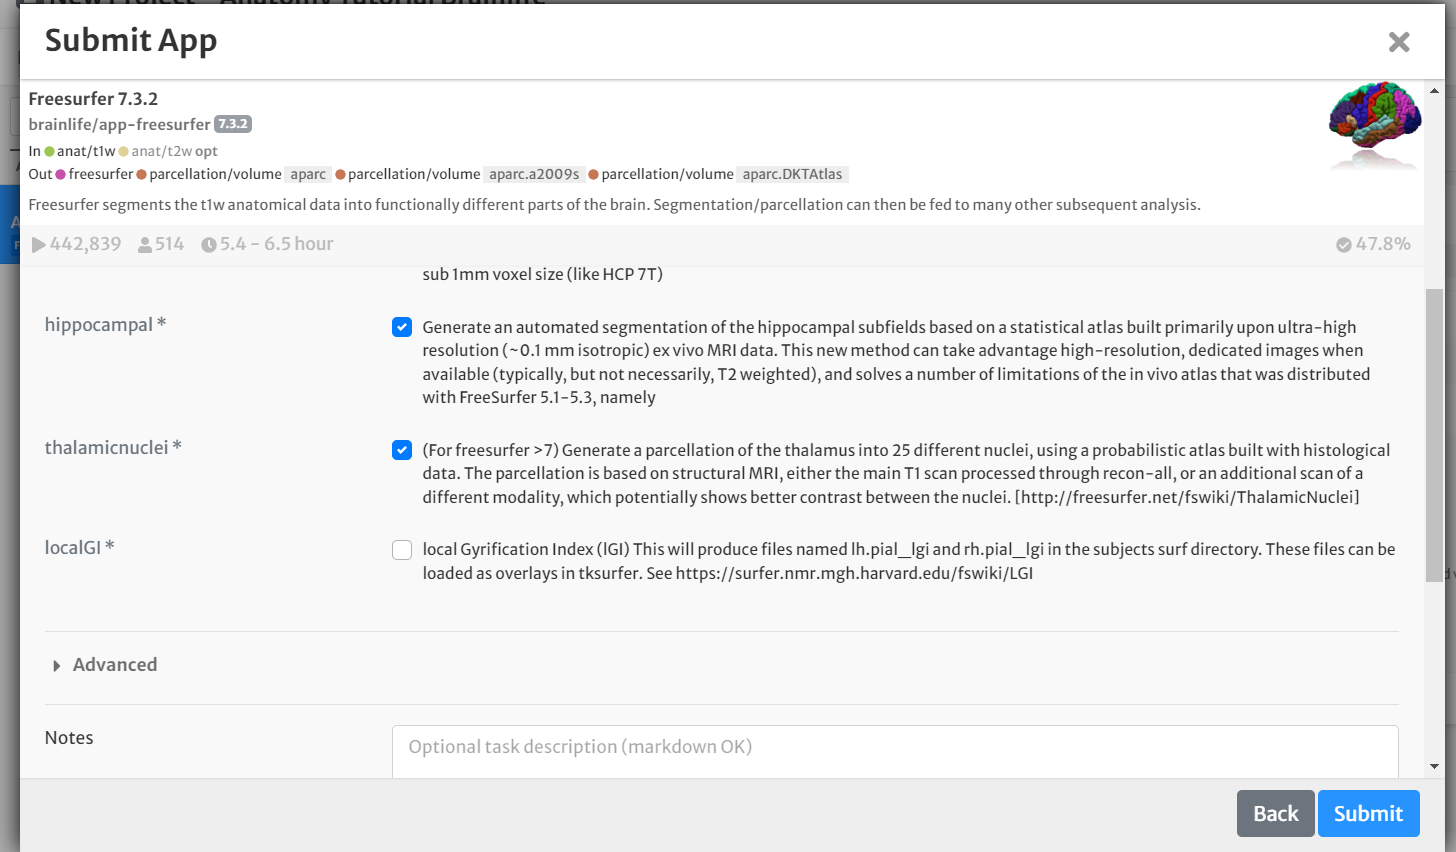 New Project - Anatomy Tutorial Brainlife
Submit App
Freesurfer 7.3.2
brainlife/app-freesurfer 7.3.2
In anat/t1w anat/t2w opt
Out freesurfer parcellation/volume aparc parcellation/volume aparc.a2009s parcellation/volume aparc.DKTAtlas
Freesurfer segments the t1w anatomical data into functionally different parts of the brain. Segmentation/parcellation can then be fed to many other subsequent analysis.
442,839 514 5.4 - 6.5 hour 47.8%
sub 1mm voxel size (like HCP 7T)
hippocampal *
Generate an automated segmentation of the hippocampal subfields based on a statistical atlas built primarily upon ultra-high
resolution (~0.1 mm isotropic) ex vivo MRI data. This new method can take advantage high-resolution, dedicated images when
available (typically, but not necessarily, T2 weighted), and solves a number of limitations of the in vivo atlas that was distributed
with FreeSurfer 5.1-5.3, namely
thalamicnuclei *
(For freesurfer >7) Generate a parcellation of the thalamus into 25 different nuclei, using a probabilistic atlas built with histological
data. The parcellation is based on structural MRI, either the main T1 scan processed through recon-all, or an additional scan of a
different modality, which potentially shows better contrast between the nuclei. [http://freesurfer.net/fswiki/ThalamicNuclei]
localGI *
local Gyrification Index (lGI) This will produce files named lh.pial_lgi and rh.pial_lgi in the subjects surf directory. These files can be
loaded as overlays in tksurfer. See https://surfer.nmr.mgh.harvard.edu/fswiki/LGI
Advanced
Notes
Optional task description (markdown OK)
Back Submit